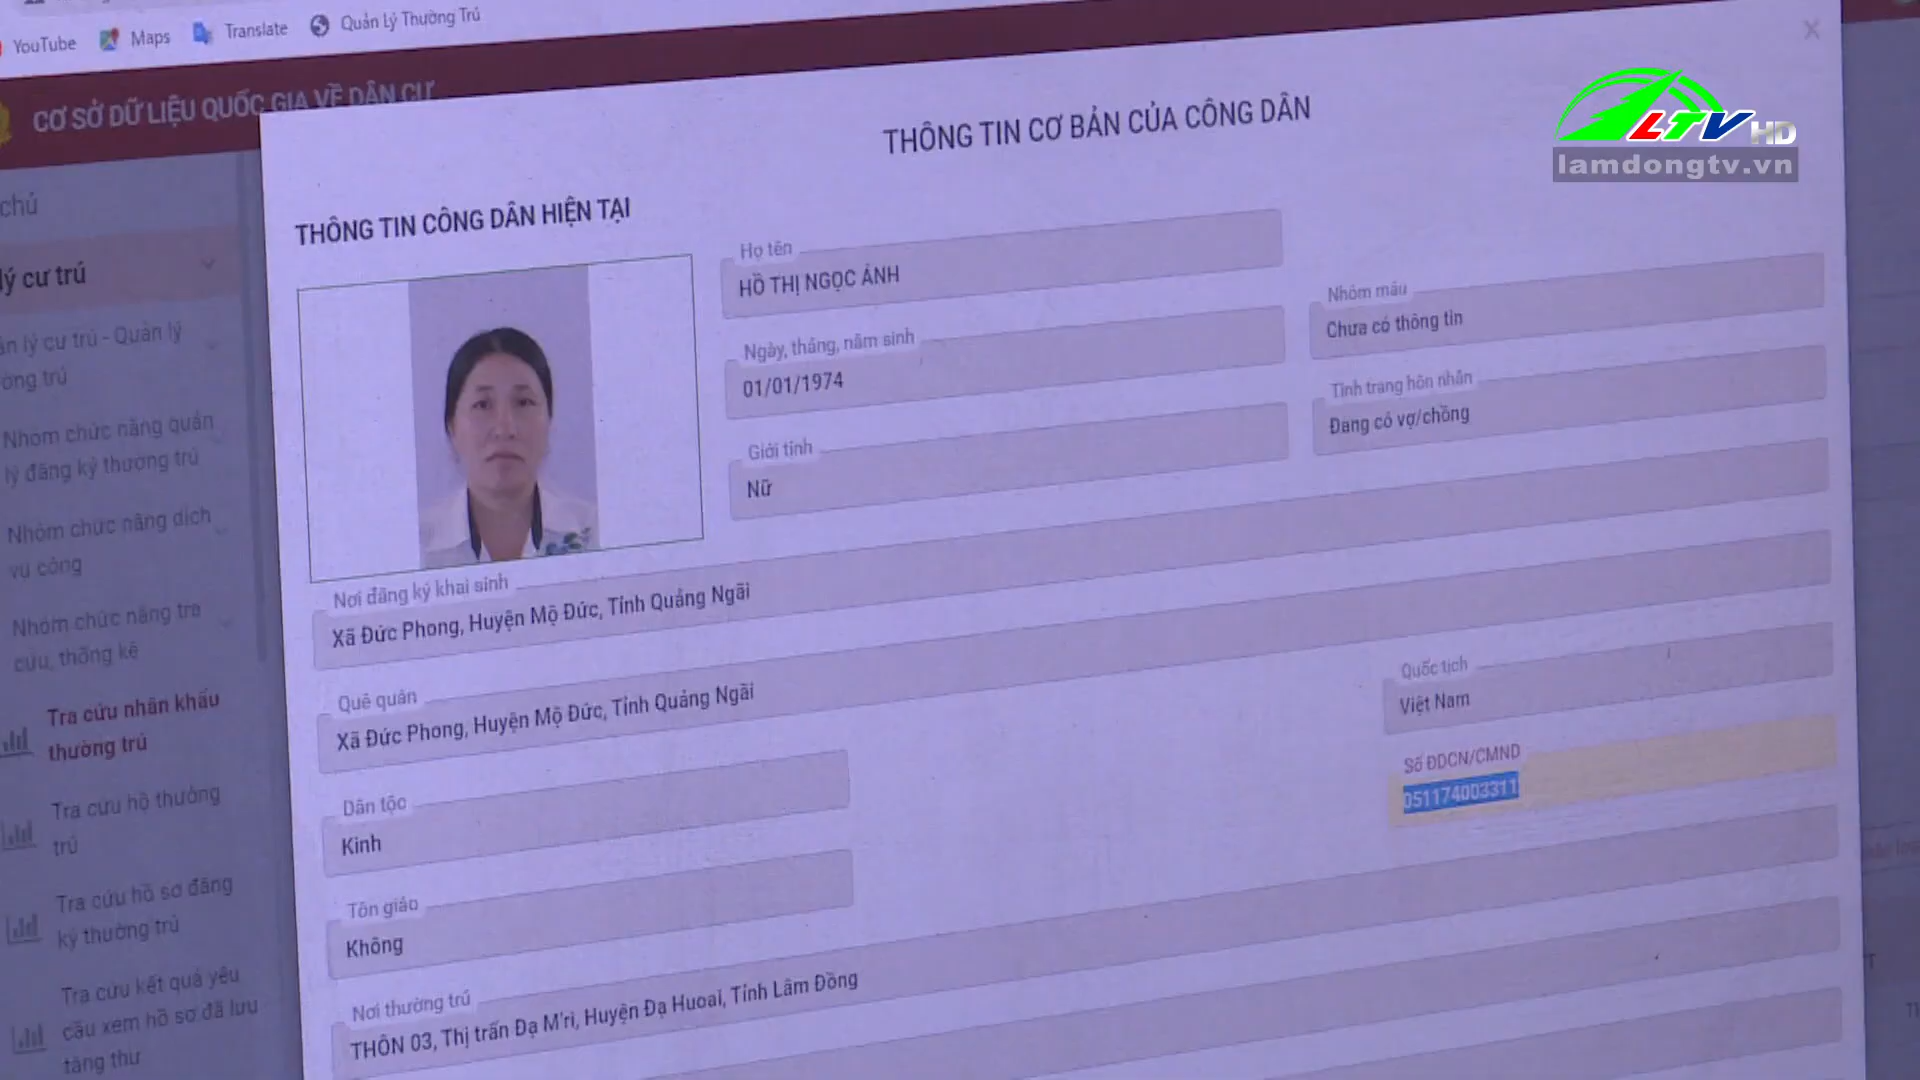 YouTube
Maps
Translate
Quản Lý Thường Trú
CƠ SỞ DỮ LIỆU QUỐC GIA VỀ DÂN CƯ
THÔNG TIN CƠ BẢN CỦA CÔNG DÂN
LTV HD
lamdongtv.vn
chủ
lý cư trú
lý cư trú - Quản lý
trú
Nhóm chức năng quản
lý đăng ký thường trú
Nhóm chức năng dịch
vụ công
Nhóm chức năng tra
cứu, thống kê
Tra cứu nhân khẩu
thường trú
Tra cứu hồ thường
trú
Tra cứu hồ sơ đăng
ký thường trú
Tra cứu kết quả yêu
cầu xem hồ sơ đã lưu
tàng thư
THÔNG TIN CÔNG DÂN HIỆN TẠI
Họ tên
HỒ THỊ NGỌC ÁNH
Ngày, tháng, năm sinh
01/01/1974
Nhóm máu
Chưa có thông tin
Giới tính
Nữ
Tình trạng hôn nhân
Đang có vợ/chồng
Nơi đăng ký khai sinh
Xã Đức Phong, Huyện Mộ Đức, Tỉnh Quảng Ngãi
Quê quán
Xã Đức Phong, Huyện Mộ Đức, Tỉnh Quảng Ngãi
Quốc tịch
Việt Nam
Dân tộc
Kinh
Số ĐDCN/CMND
051174003311
Tôn giáo
Không
Nơi thường trú
THÔN 03, Thị trấn Đạ M'ri, Huyện Đạ Huoai, Tỉnh Lâm Đồng